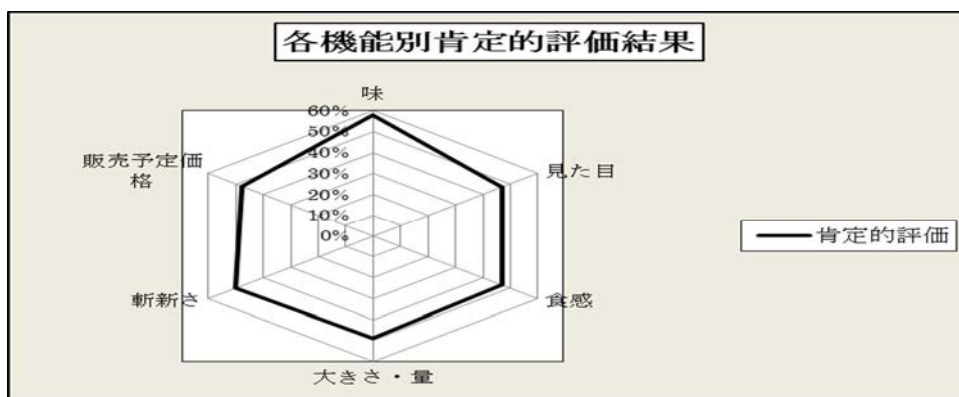 各機能別肯定的評価結果
味
60%
50%
40%
30%
20%
10%
0%
見た目
食感
大きさ・量
斬新さ
販売予定価
格
肯定的評価